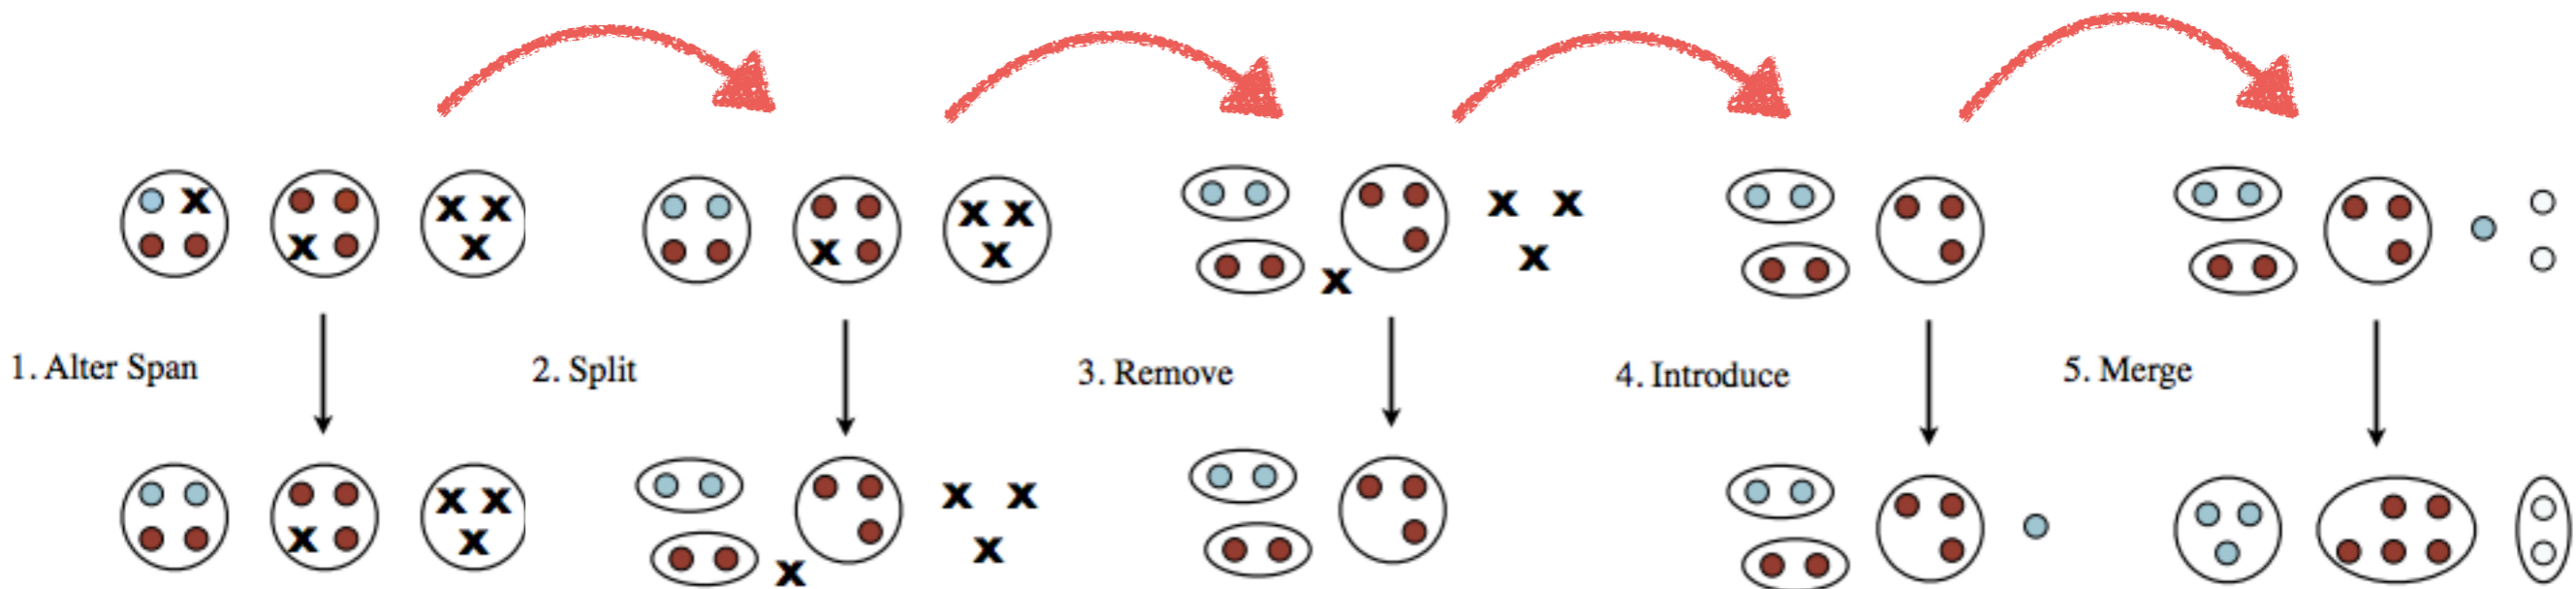 1. Alter Span
2. Split
3. Remove
4. Introduce
5. Merge